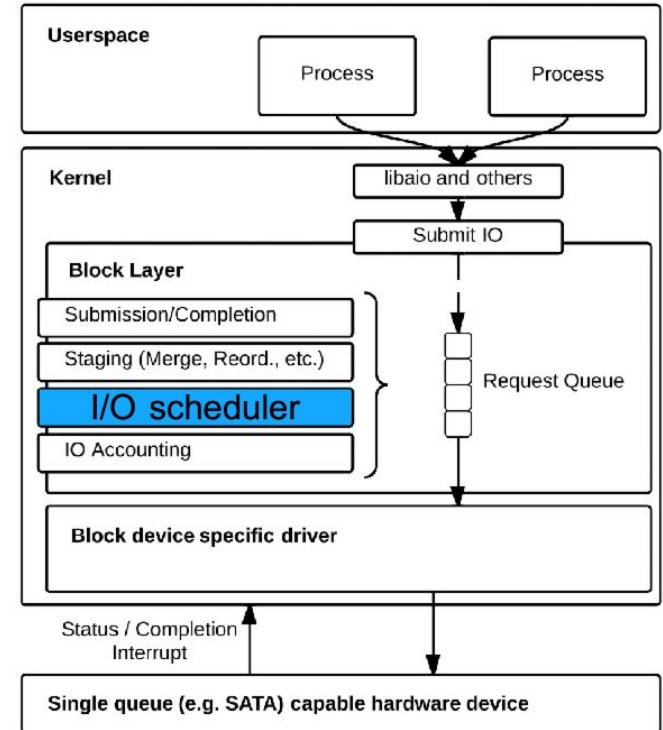 Userspace
Process
Process
Kernel
libaio and others
Submit IO
Block Layer
Submission/Completion
Staging (Merge, Reord., etc.)
I/O scheduler
IO Accounting
Request Queue
Block device specific driver
Status / Completion
Interrupt
Single queue (e.g. SATA) capable hardware device